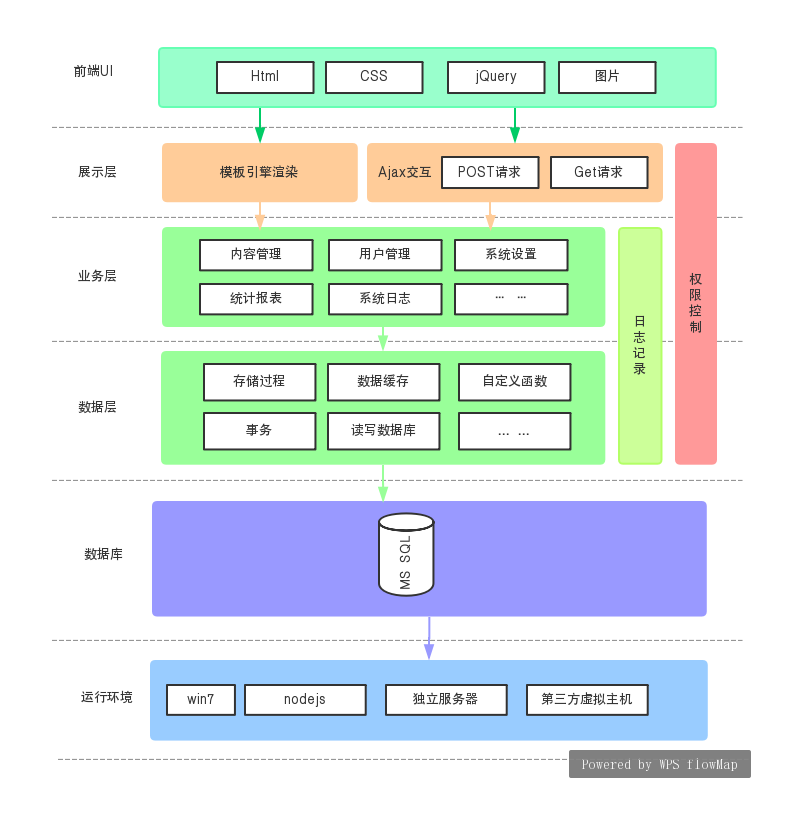 前端UI
Html
CSS
jQuery
图片
展示层
模板引擎渲染
Ajax交互
POST请求
Get请求
业务层
内容管理
用户管理
系统设置
统计报表
系统日志
… …
数据层
存储过程
数据缓存
自定义函数
事务
读写数据库
... ...
日志记录
权限控制
数据库
MS SQL
运行环境
win7
nodejs
独立服务器
第三方虚拟主机
Powered by WPS flowMap